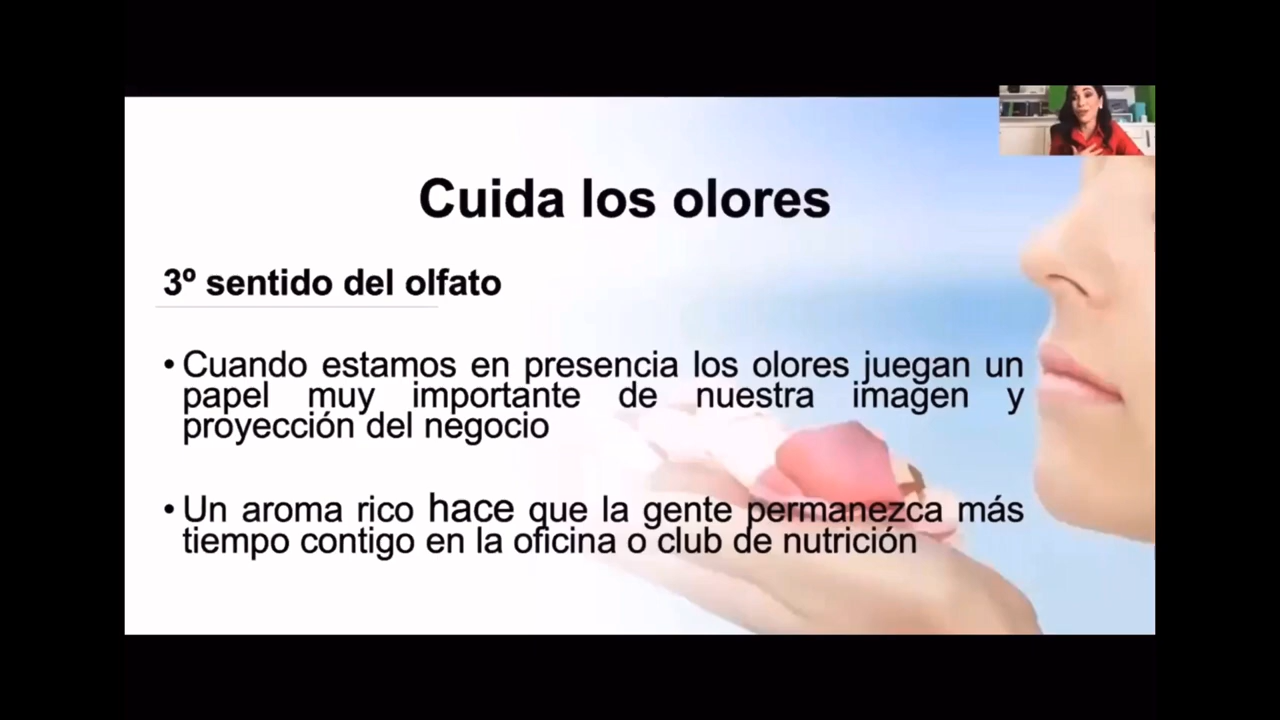 Cuida los olores
3º sentido del olfato
• Cuando estamos en presencia los olores juegan un
papel muy importante de nuestra imagen y
proyección del negocio
• Un aroma rico hace que la gente permanezca más
tiempo contigo en la oficina o club de nutrición